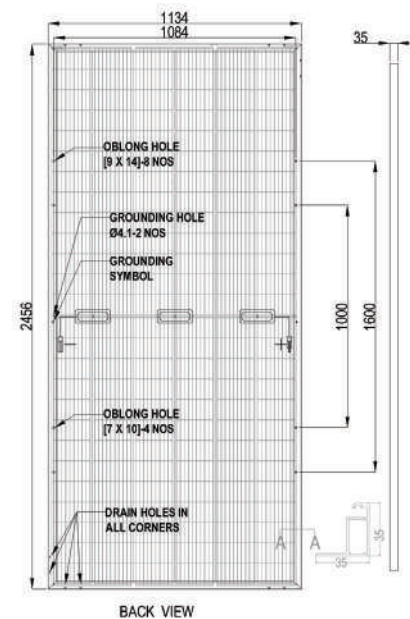 1134
1084
35
OBLONG HOLE
[9 X 14]-8 NOS
GROUNDING HOLE
Ø4.1-2 NOS
GROUNDING
SYMBOL
2456
1000
1600
OBLONG HOLE
[7 X 10]-4 NOS
DRAIN HOLES IN
ALL CORNERS
A A
35
35
BACK VIEW